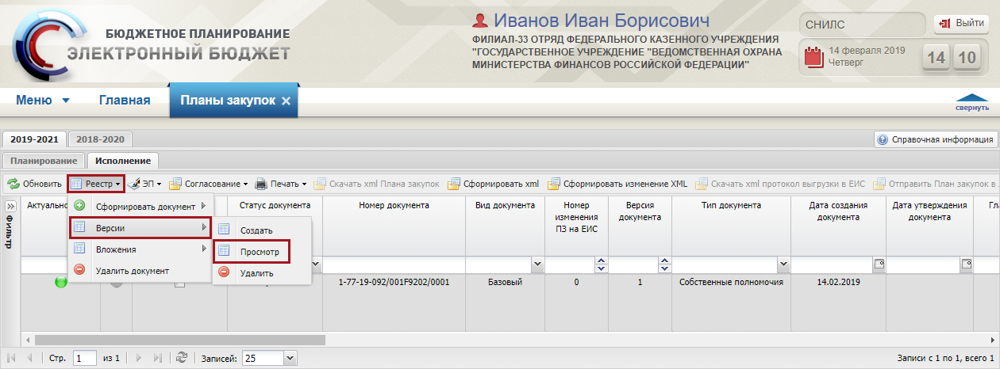 БЮДЖЕТНОЕ ПЛАНИРОВАНИЕ
ЭЛЕКТРОННЫЙ БЮДЖЕТ
Иванов Иван Борисович
ФИЛИАЛ-33 ОТРЯД ФЕДЕРАЛЬНОГО КАЗЕННОГО УЧРЕЖДЕНИЯ
"ГОСУДАРСТВЕННОЕ УЧРЕЖДЕНИЕ "ВЕДОМСТВЕННАЯ ОХРАНА
МИНИСТЕРСТВА ФИНАНСОВ РОССИЙСКОЙ ФЕДЕРАЦИИ"
СНИЛС
Выйти
14 февраля 2019
Четверг
14 10
Меню Главная Планы закупок
свернуть
2019-2021 2018-2020
Справочная информация
Планирование Исполнение
Обновить Реестр ЭП Согласование Печать Скачать xml Плана закупок Сформировать xml Сформировать изменение XML Скачать xml протокол выгрузки в ЕИС Отправить План закупок в
Фильтр
Актуально
Статус документа
Номер документа
Вид документа
Номер
изменения
ПЗ на ЕИС
Версия
документа
Тип документа
Дата создания
документа
Дата утверждения
документа
Гл
Сформировать документ
Версии
Вложения
Удалить документ
Создать
Просмотр
Удалить
1-77-19-092/001F9202/0001 Базовый 0 1 Собственные полномочия 14.02.2019
Стр. 1 из 1 Записей: 25
Записи с 1 по 1, всего 1